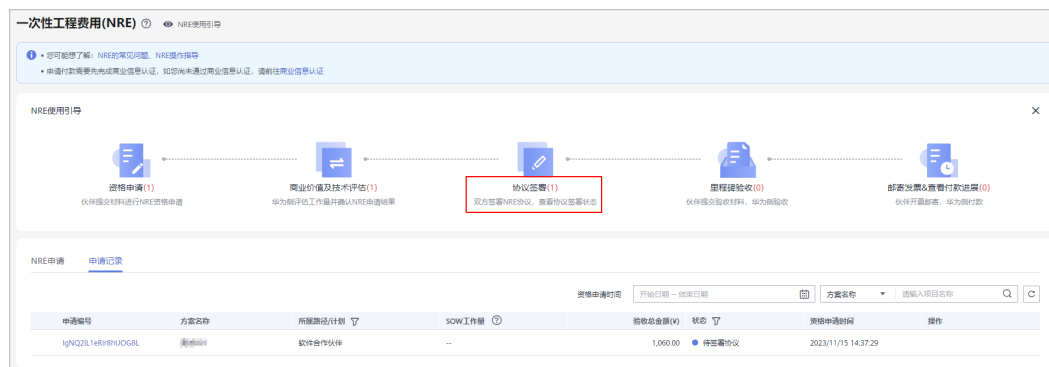 一次性工程费用(NRE) NRE使用引导
• 您可能想了解：NRE的常见问题、NRE操作指导
• 申请付款需要先完成商业信息认证，如您尚未通过商业信息认证，请前往商业信息认证
NRE使用引导
资格申请(1) 商业价值及技术评估(1) 协议签署(1) 里程碑验收(0) 邮寄发票&查看付款进展(0)
伙伴提交材料进行NRE资格申请 华为侧评估工作量并确认NRE申请结果 双方签署NRE协议，查看协议签署状态 伙伴提交验收材料、华为侧验收 伙伴开票邮寄、华为侧付款
NRE申请 申请记录
资格申请时间 开始日期 – 结束日期 方案名称 请输入项目名称
申请编号 方案名称 所属路径/计划 SOW工作量 验收总金额(¥) 状态 资格申请时间 操作
软件合作伙伴 -- 1,060.00 待签署协议 2023/11/15 14:37:29